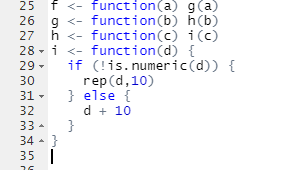 25 f <- function(a) g(a)
26 g <- function(b) h(b)
27 h <- function(c) i(c)
28 i <- function(d) {
29   if (!is.numeric(d)) {
30     rep(d,10)
31   } else {
32     d + 10
33   }
34 }
35